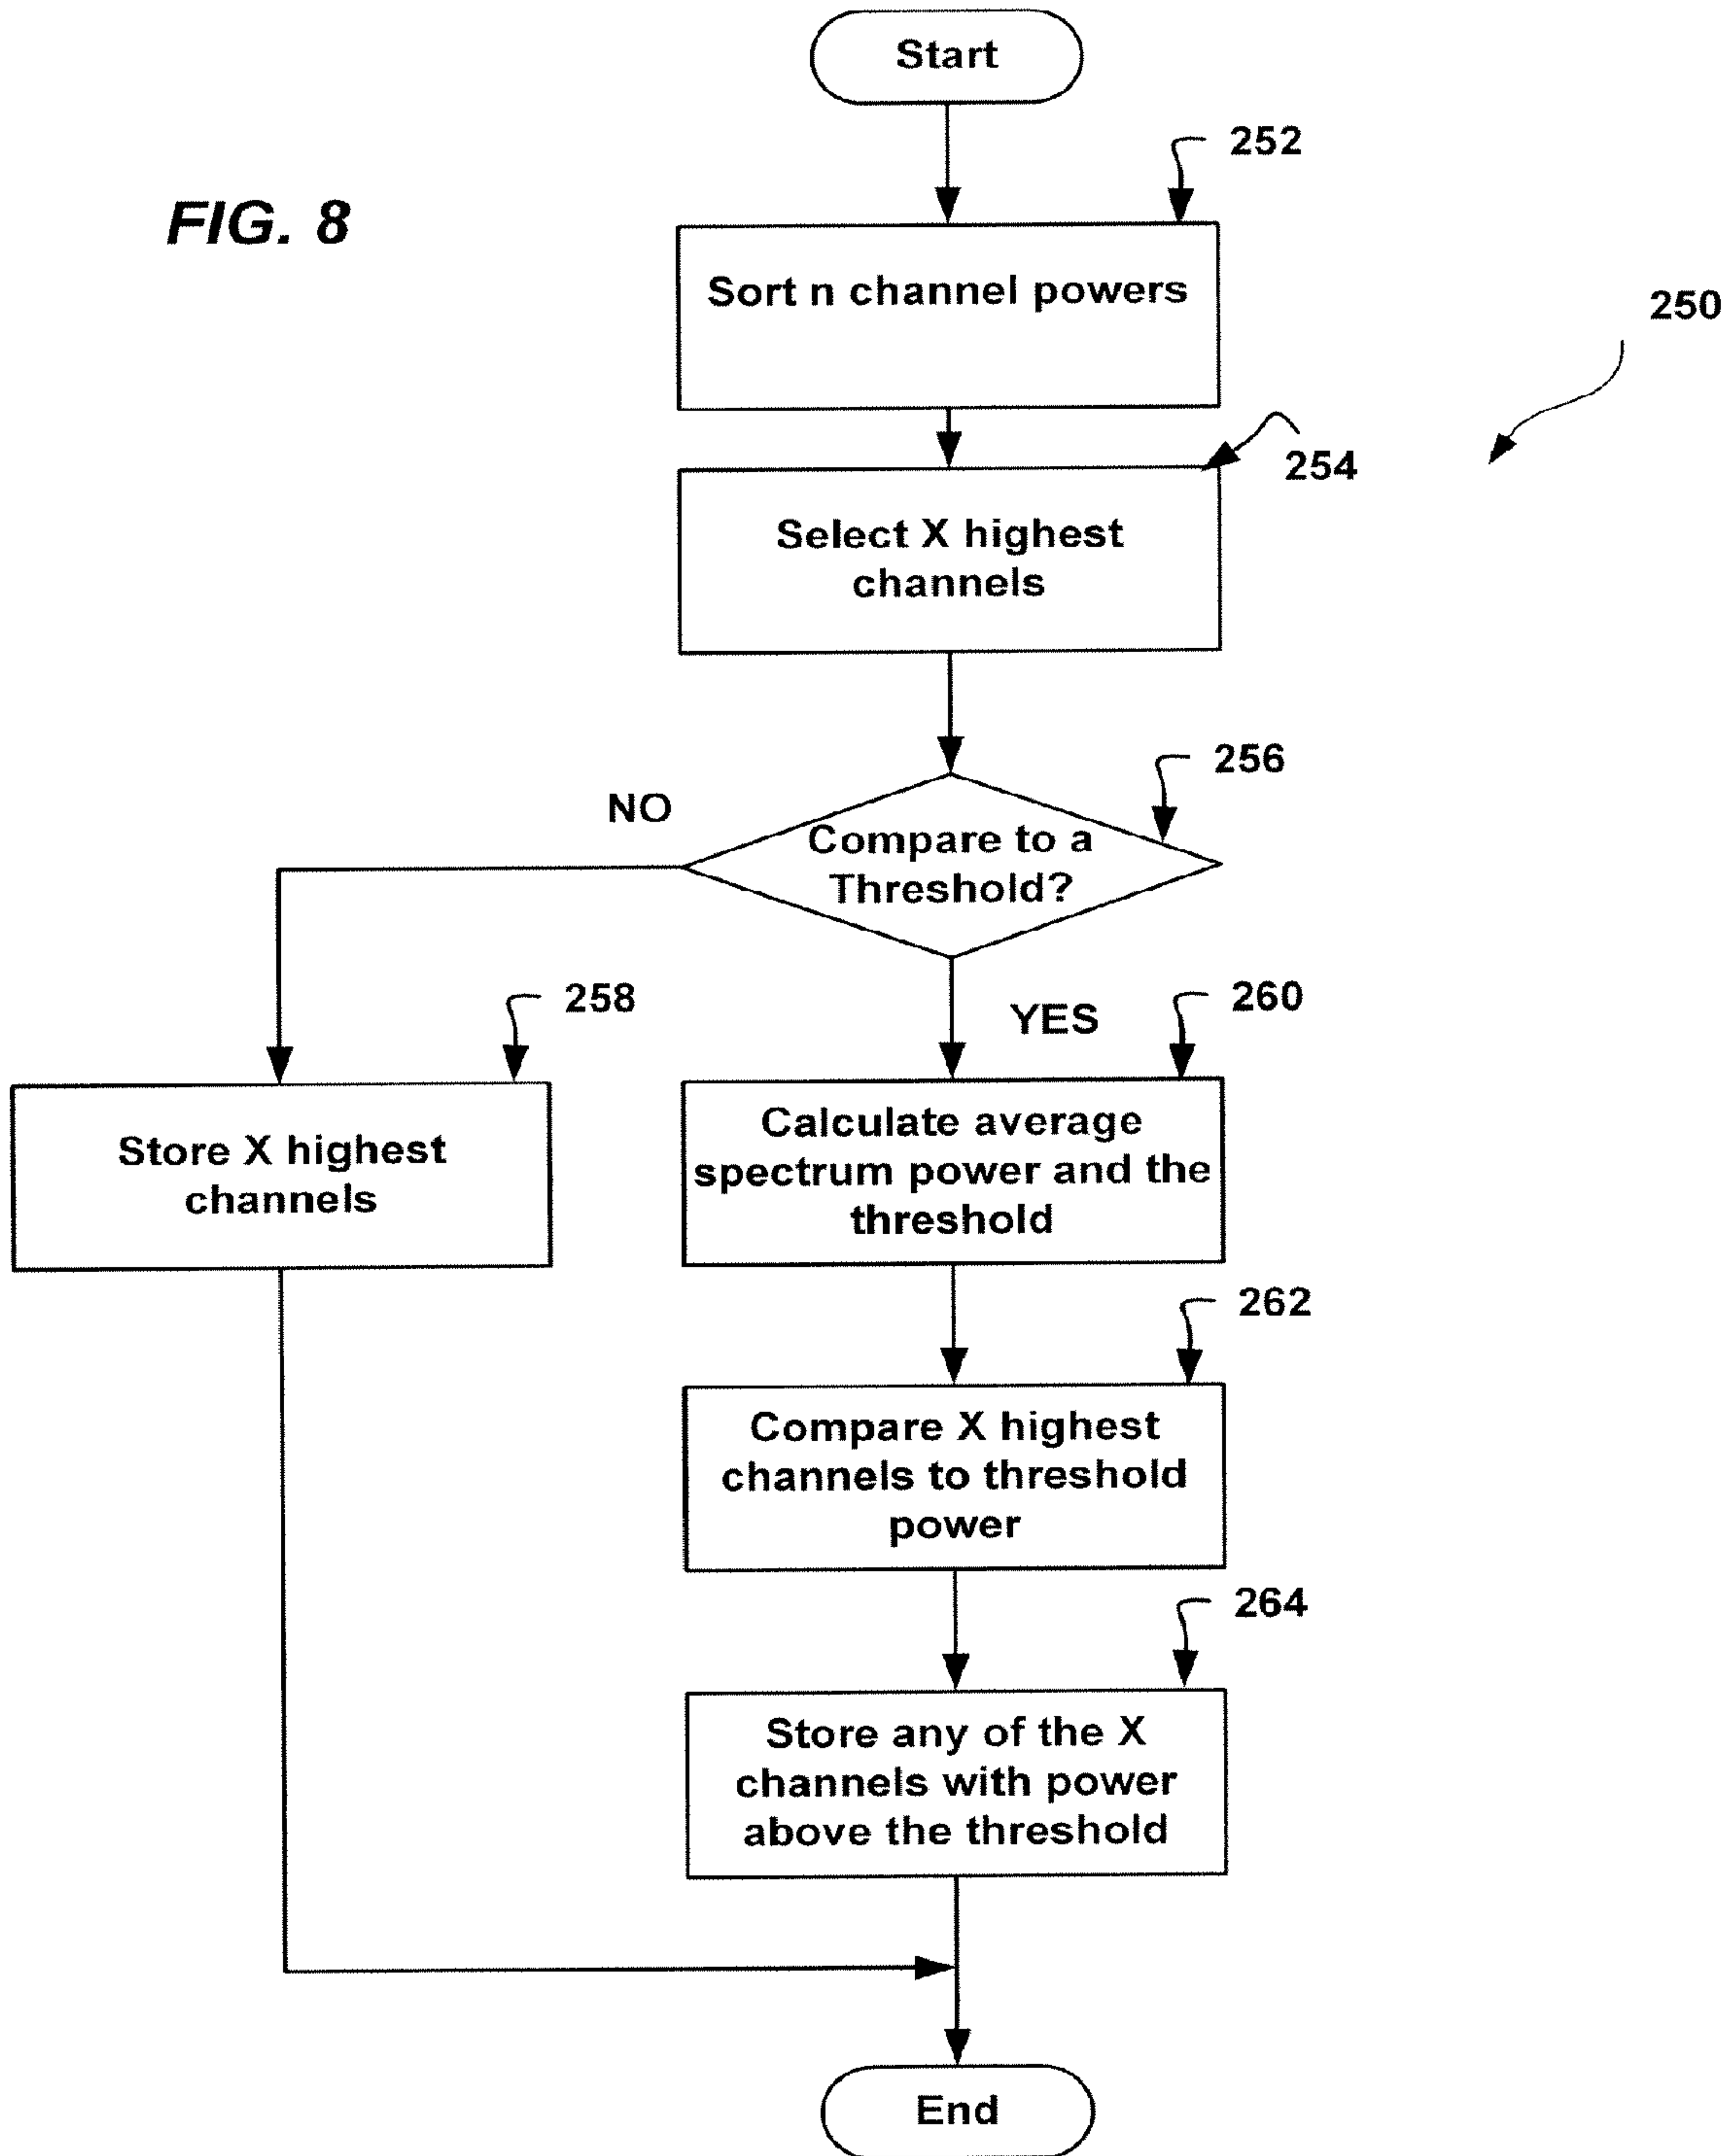 Start
252
FIG. 8
Sort n channel powers
250
254
Select X highest
channels
256
NO
Compare to a
Threshold?
258
YES
260
Store X highest
channels
Calculate average
spectrum power and the
threshold
262
Compare X highest
channels to threshold
power
264
Store any of the X
channels with power
above the threshold
End